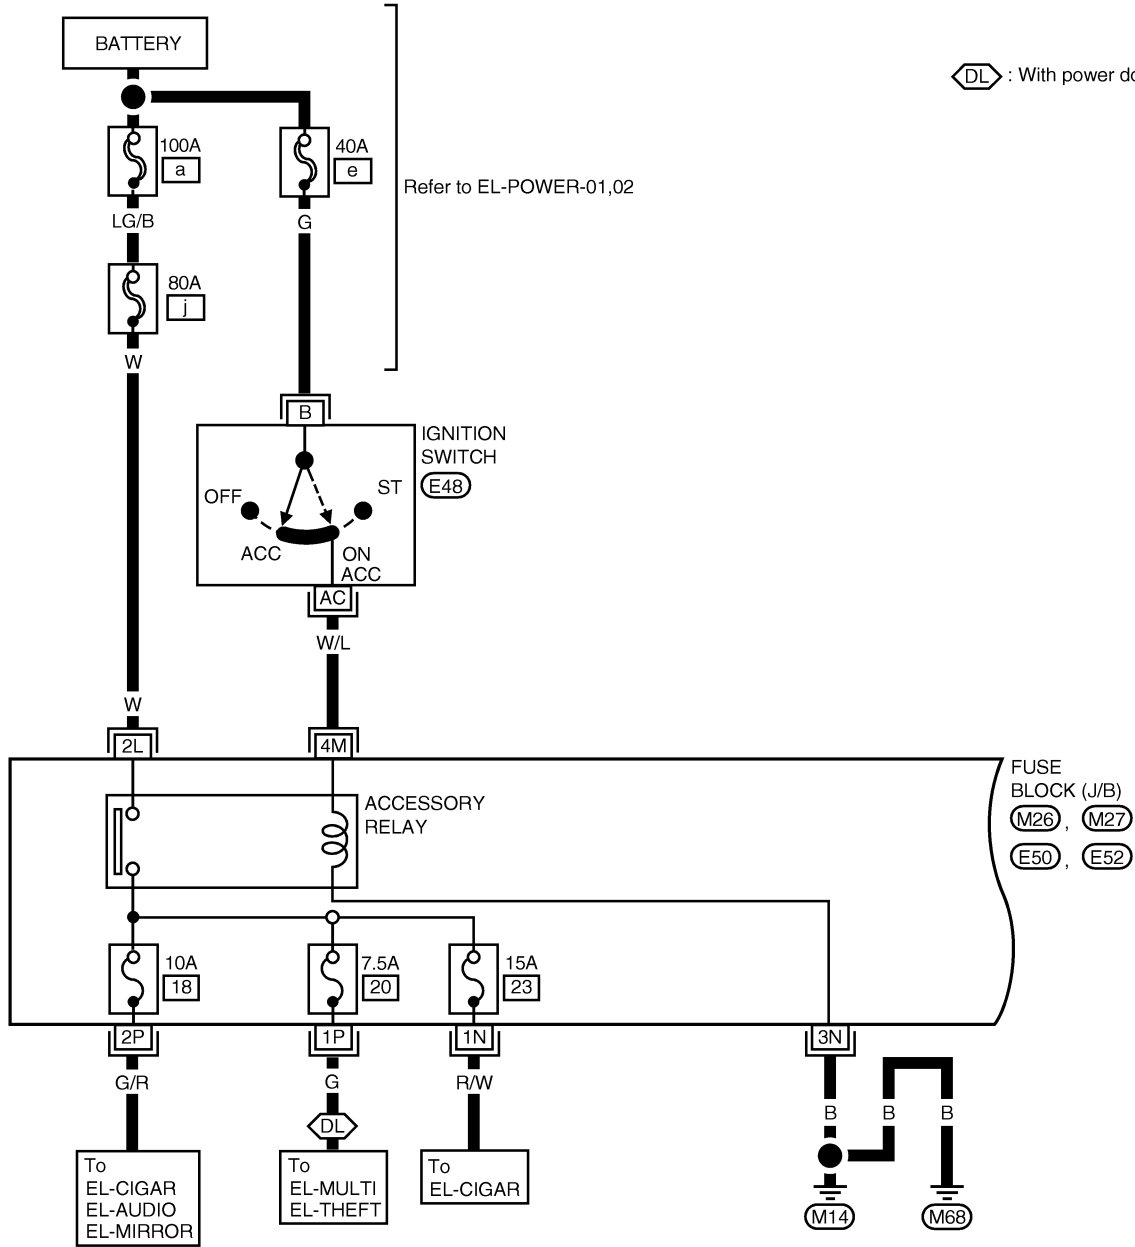 BATTERY
DL : With power
100A
a
40A
e
Refer to EL-POWER-01,02
LG/B
G
80A
j
W
B
IGNITION
SWITCH
E48
OFF
ST
ACC
ON
ACC
AC
W/L
W
2L
4M
FUSE
BLOCK (J/B)
M26 , M27
E50 , E52
ACCESSORY
RELAY
10A
18
7.5A
20
15A
23
2P
1P
1N
3N
G/R
G
R/W
B
B
B
DL
To
EL-CIGAR
EL-AUDIO
EL-MIRROR
To
EL-MULTI
EL-THEFT
To
EL-CIGAR
M14
M68